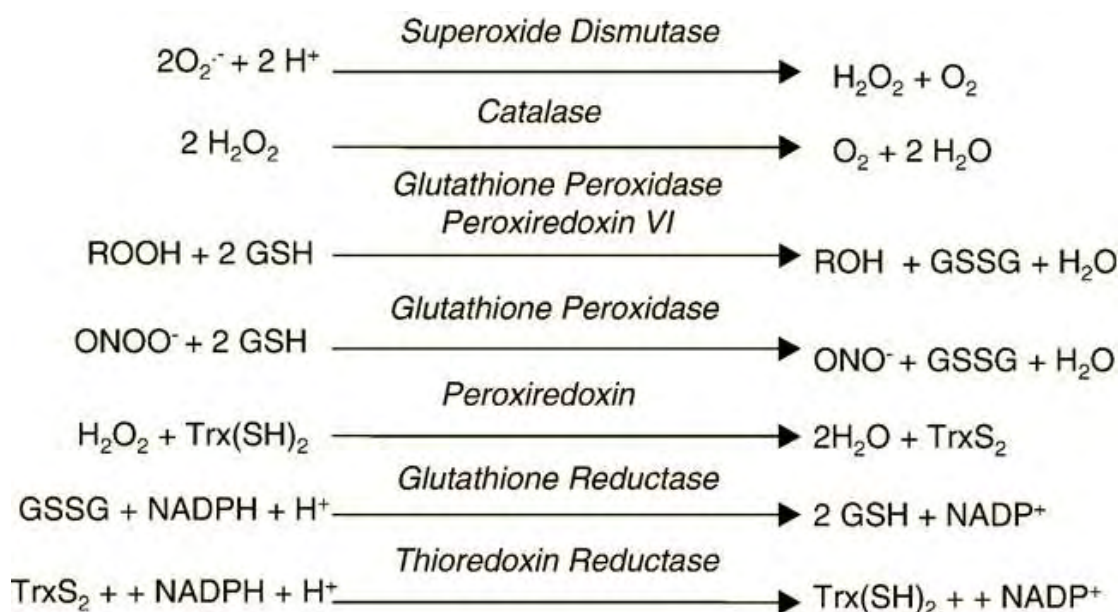 Superoxide Dismutase
2O₂·⁻ + 2 H⁺ H₂O₂ + O₂
Catalase
2 H₂O₂ O₂ + 2 H₂O
Glutathione Peroxidase
Peroxiredoxin VI
ROOH + 2 GSH ROH + GSSG + H₂O
Glutathione Peroxidase
ONOO⁻ + 2 GSH ONO⁻ + GSSG + H₂O
Peroxiredoxin
H₂O₂ + Trx(SH)₂ 2H₂O + TrxS₂
Glutathione Reductase
GSSG + NADPH + H⁺ 2 GSH + NADP⁺
Thioredoxin Reductase
TrxS₂ + + NADPH + H⁺ Trx(SH)₂ + + NADP⁺